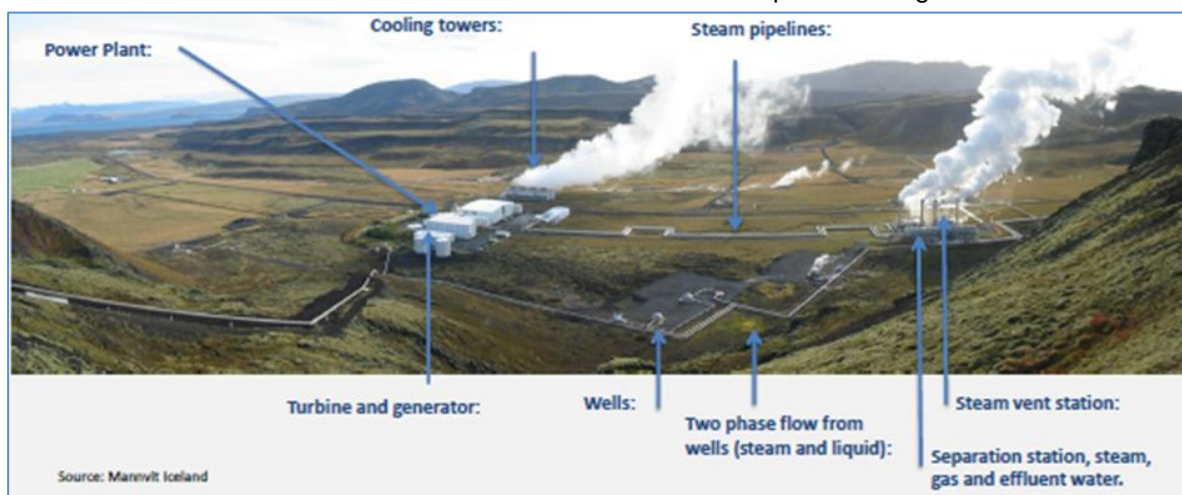 Cooling towers:
Steam pipelines:
Power Plant:
Turbine and generator:
Wells:
Two phase flow from
wells (steam and liquid):
Steam vent station:
Separation station, steam,
gas and effluent water.
Source: Mannvit Iceland